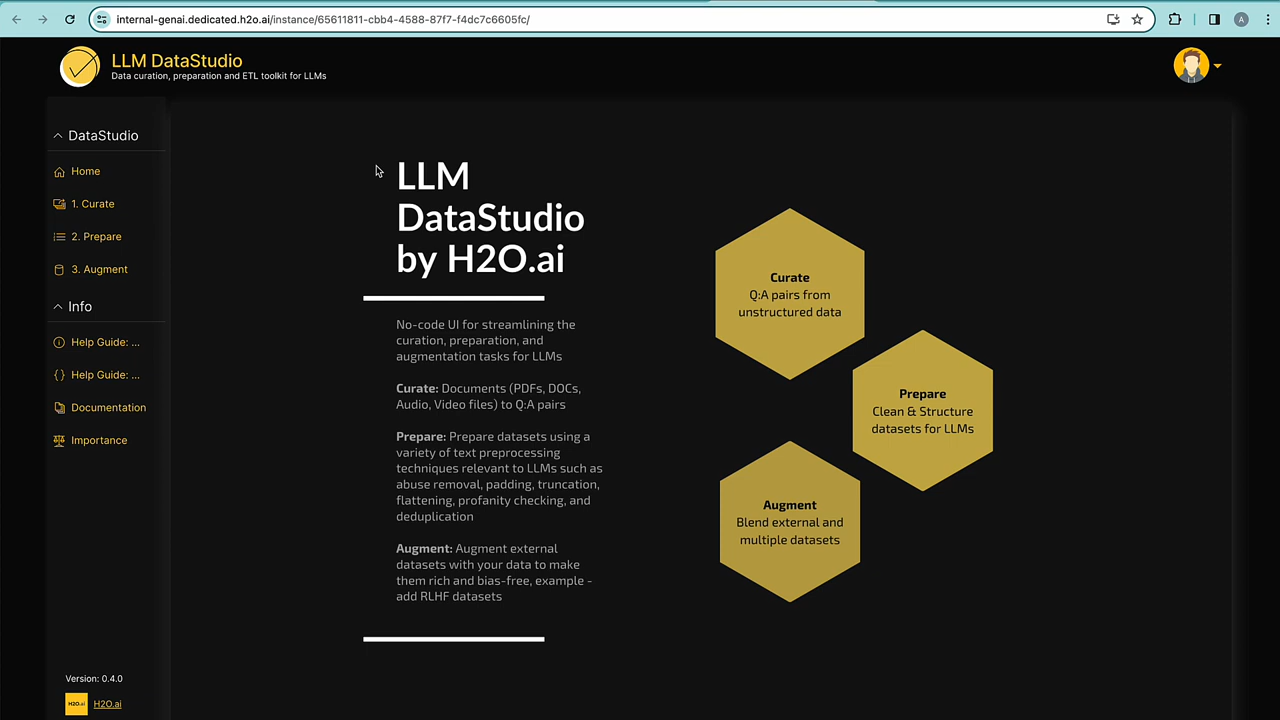 internal-genai.dedicated.h2o.ai/instance/65611811-cbb4-4588-87f7-f4dc7c6605fc/
A
LLM DataStudio
Data curation, preparation and ETL toolkit for LLMs
DataStudio
Home
1. Curate
2. Prepare
3. Augment
Info
Help Guide: ...
Help Guide: ...
Documentation
Importance
Version: 0.4.0
H2O.ai
H2O.ai
LLM
DataStudio
by H2O.ai
No-code UI for streamlining the
curation, preparation, and
augmentation tasks for LLMs
Curate: Documents (PDFs, DOCs,
Audio, Video files) to Q:A pairs
Prepare: Prepare datasets using a
variety of text preprocessing
techniques relevant to LLMs such as
abuse removal, padding, truncation,
flattening, profanity checking, and
deduplication
Augment: Augment external
datasets with your data to make
them rich and bias-free, example -
add RLHF datasets
Curate
Q:A pairs from
unstructured data
Prepare
Clean & Structure
datasets for LLMs
Augment
Blend external and
multiple datasets